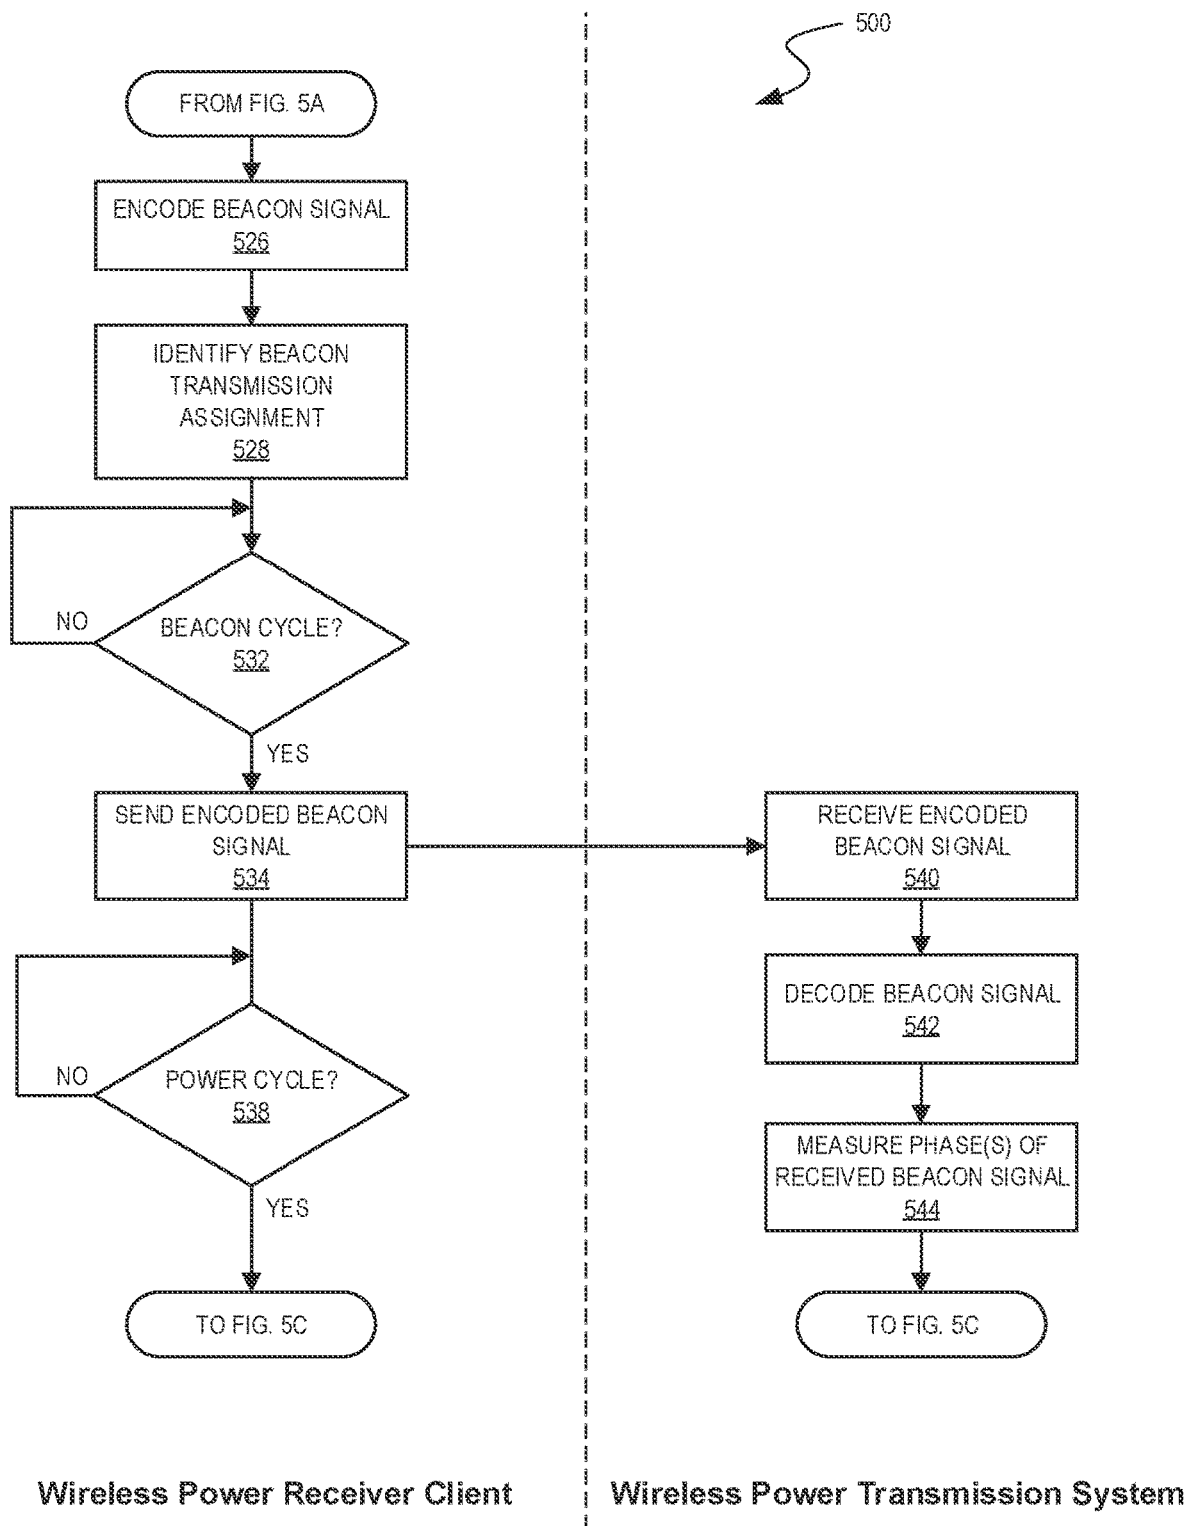 500
FROM FIG. 5A
ENCODE BEACON SIGNAL
526
IDENTIFY BEACON
TRANSMISSION
ASSIGNMENT
528
NO
BEACON CYCLE?
532
YES
SEND ENCODED BEACON
SIGNAL
534
NO
POWER CYCLE?
538
YES
TO FIG. 5C
Wireless Power Receiver Client
RECEIVE ENCODED
BEACON SIGNAL
540
DECODE BEACON SIGNAL
542
MEASURE PHASE(S) OF
RECEIVED BEACON SIGNAL
544
TO FIG. 5C
Wireless Power Transmission System